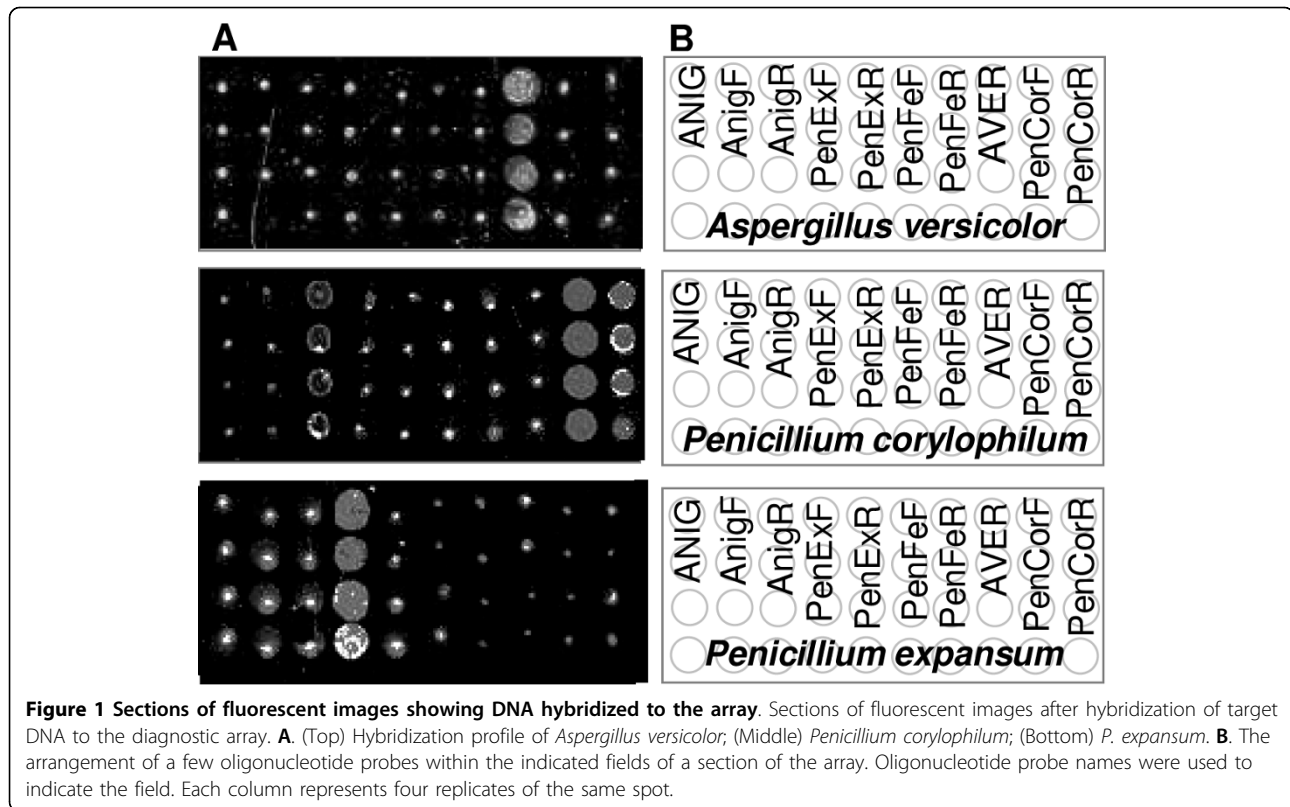 A
B
ANIG
AnigF
AnigR
PenExF
PenExR
PenFeF
PenFeR
AVER
PenCorF
PenCorR
Aspergillus versicolor
ANIG
AnigF
AnigR
PenExF
PenExR
PenFeF
PenFeR
AVER
PenCorF
PenCorR
Penicillium corylophilum
ANIG
AnigF
AnigR
PenExF
PenExR
PenFeF
PenFeR
AVER
PenCorF
PenCorR
Penicillium expansum
Figure 1 Sections of fluorescent images showing DNA hybridized to the array. Sections of fluorescent images after hybridization of target
DNA to the diagnostic array. A. (Top) Hybridization profile of Aspergillus versicolor; (Middle) Penicillium corylophilum; (Bottom) P. expansum. B. The
arrangement of a few oligonucleotide probes within the indicated fields of a section of the array. Oligonucleotide probe names were used to
indicate the field. Each column represents four replicates of the same spot.